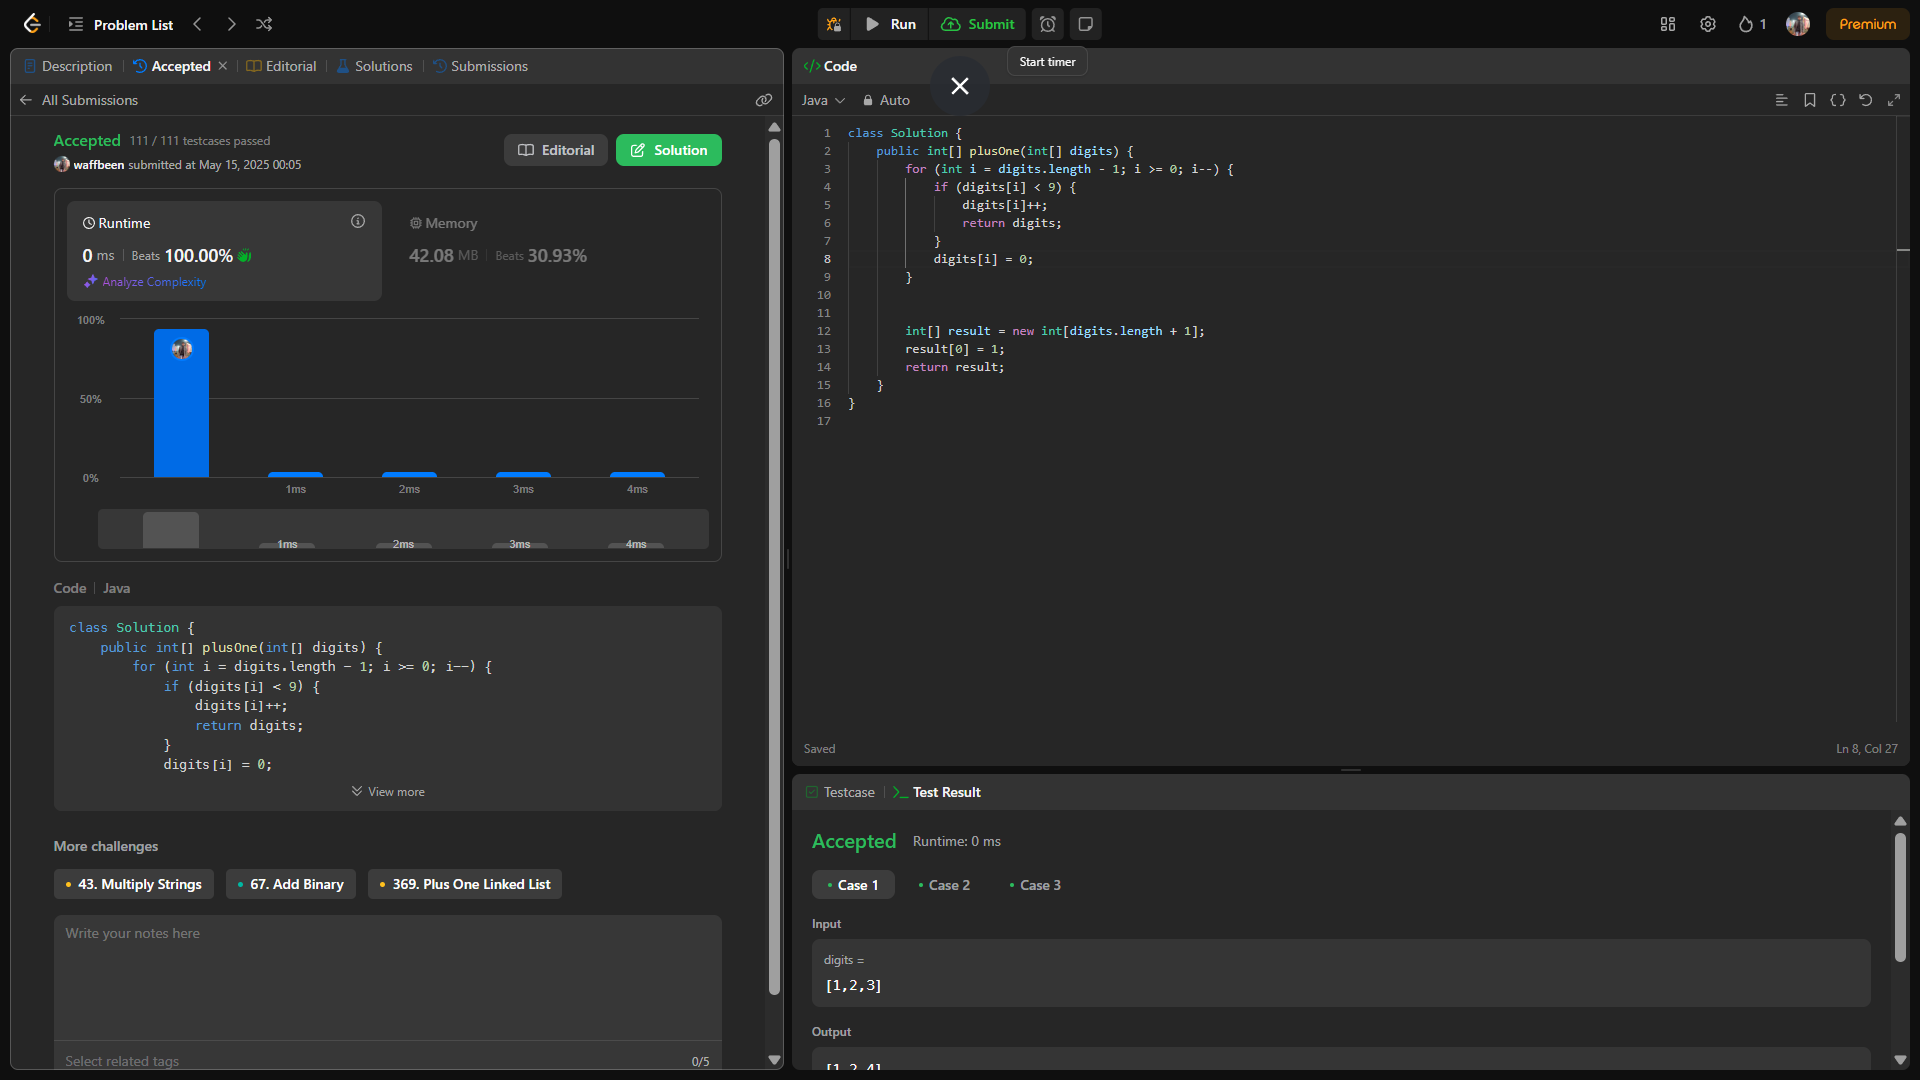 Problem List
Run
Submit
1
Premium
Start timer
Description
Accepted
Editorial
Solutions
Submissions
All Submissions
Accepted 111 / 111 testcases passed
waffbeen submitted at May 15, 2025 00:05
Editorial
Solution
Runtime
0 ms Beats 100.00%
Analyze Complexity
Memory
42.08 MB Beats 30.93%
100%
50%
0%
1ms 2ms 3ms 4ms
1ms 2ms 3ms 4ms
Code Java
class Solution {
public int[] plusOne(int[] digits) {
for (int i = digits.length - 1; i >= 0; i--) {
if (digits[i] < 9) {
digits[i]++;
return digits;
}
digits[i] = 0;
View more
More challenges
43. Multiply Strings
67. Add Binary
369. Plus One Linked List
Write your notes here
Select related tags 0/5
</> Code
Java Auto
1 class Solution {
2 public int[] plusOne(int[] digits) {
3 for (int i = digits.length - 1; i >= 0; i--) {
4 if (digits[i] < 9) {
5 digits[i]++;
6 return digits;
7 }
8 digits[i] = 0;
9 }
10
11
12 int[] result = new int[digits.length + 1];
13 result[0] = 1;
14 return result;
15 }
16 }
17
Saved Ln 8, Col 27
Testcase
Test Result
Accepted Runtime: 0 ms
Case 1
Case 2
Case 3
Input
digits =
[1,2,3]
Output
[1,2,4]